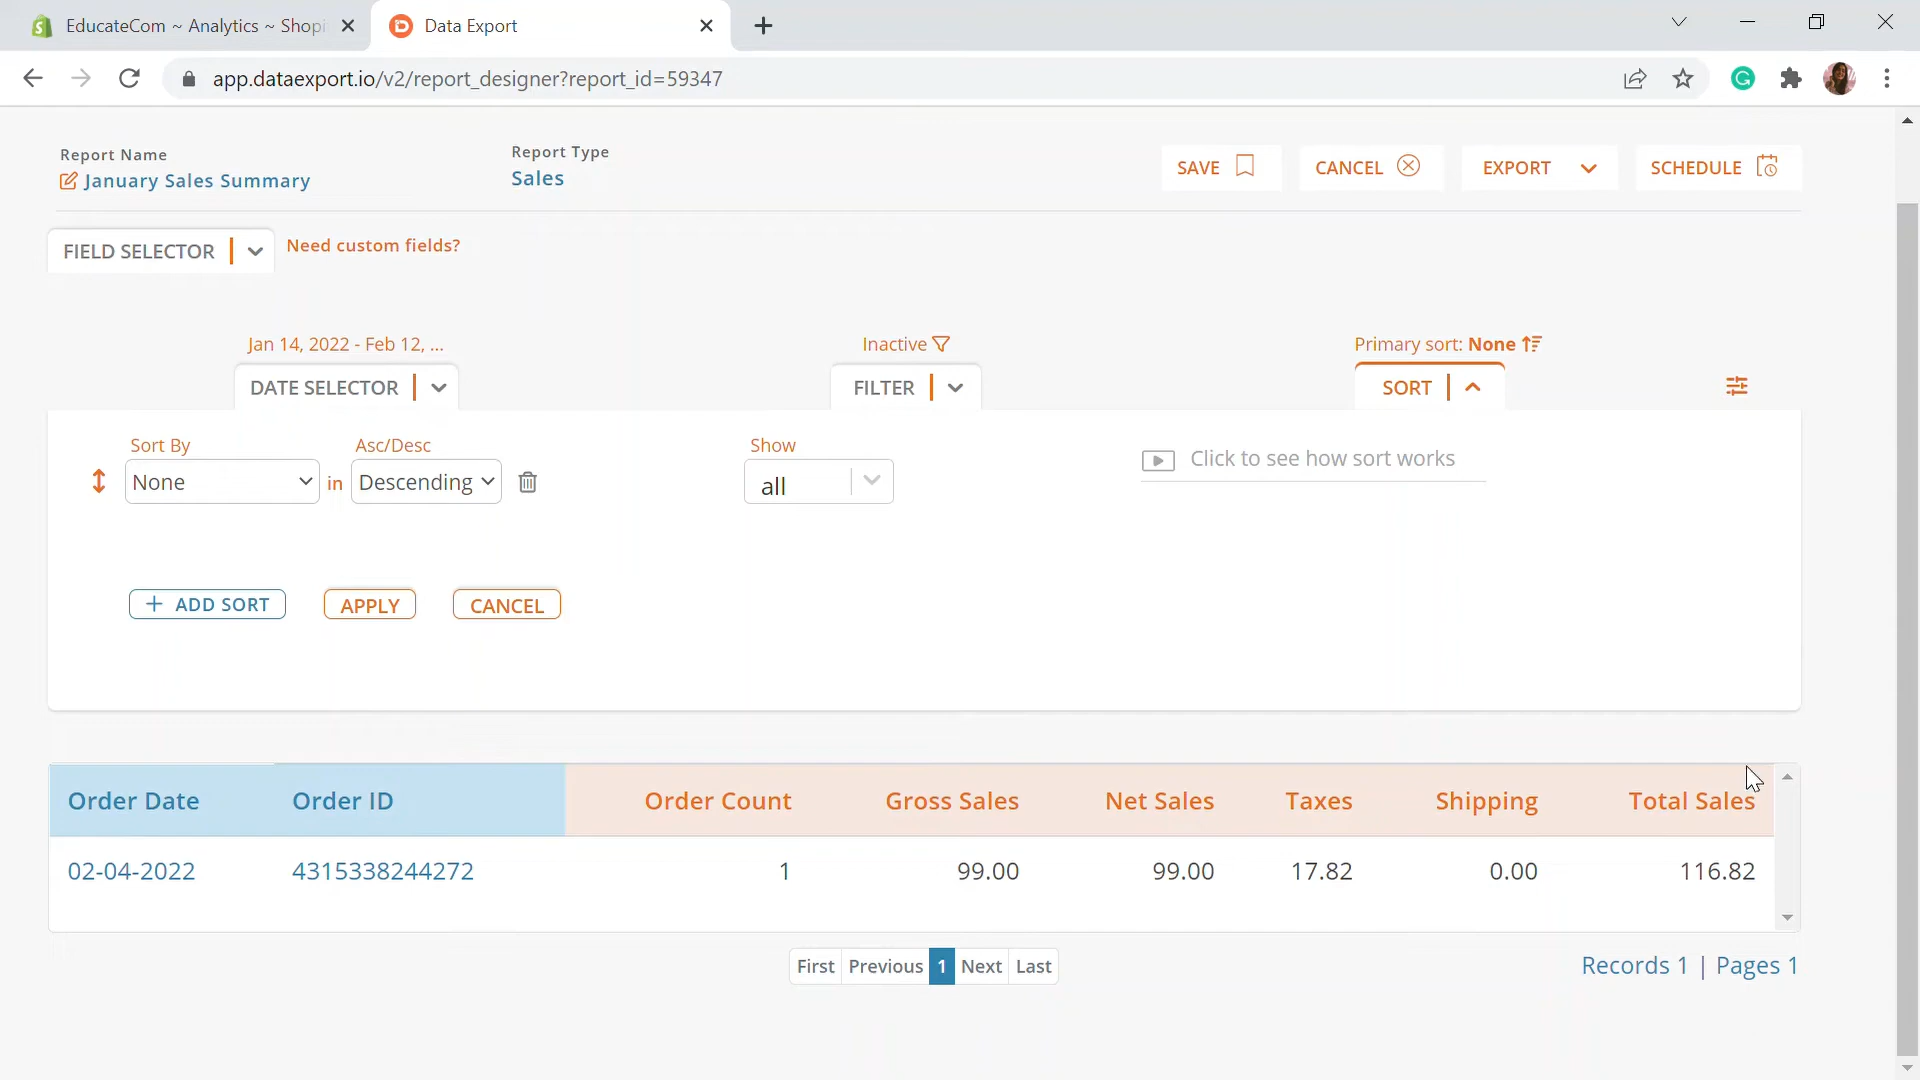 EducateCom ~ Analytics ~ Shopi
Data Export
app.dataexport.io/v2/report_designer?report_id=59347
Report Name
January Sales Summary
Report Type
Sales
SAVE
CANCEL
EXPORT
SCHEDULE
FIELD SELECTOR
Need custom fields?
Jan 14, 2022 - Feb 12, ...
DATE SELECTOR
Inactive
FILTER
Primary sort: None
SORT
Sort By
None
in
Asc/Desc
Descending
Show
all
Click to see how sort works
+ ADD SORT
APPLY
CANCEL
Order Date Order ID Order Count Gross Sales Net Sales Taxes Shipping Total Sales
02-04-2022 4315338244272 1 99.00 99.00 17.82 0.00 116.82
First Previous 1 Next Last
Records 1 | Pages 1